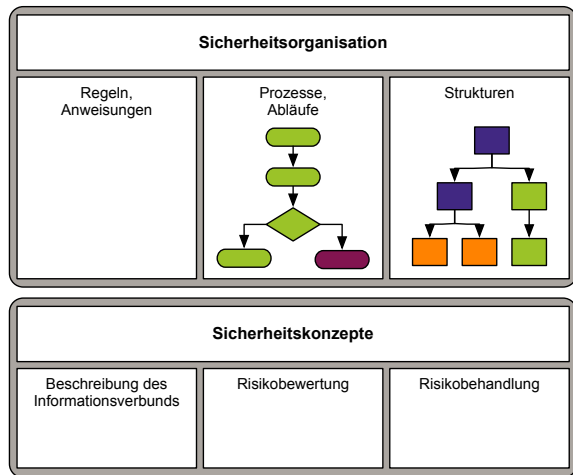 Sicherheitsorganisation
Regeln,
Anweisungen
Prozesse,
Abläufe
Strukturen
Sicherheitskonzepte
Beschreibung des
Informationsverbunds
Risikobewertung
Risikobehandlung